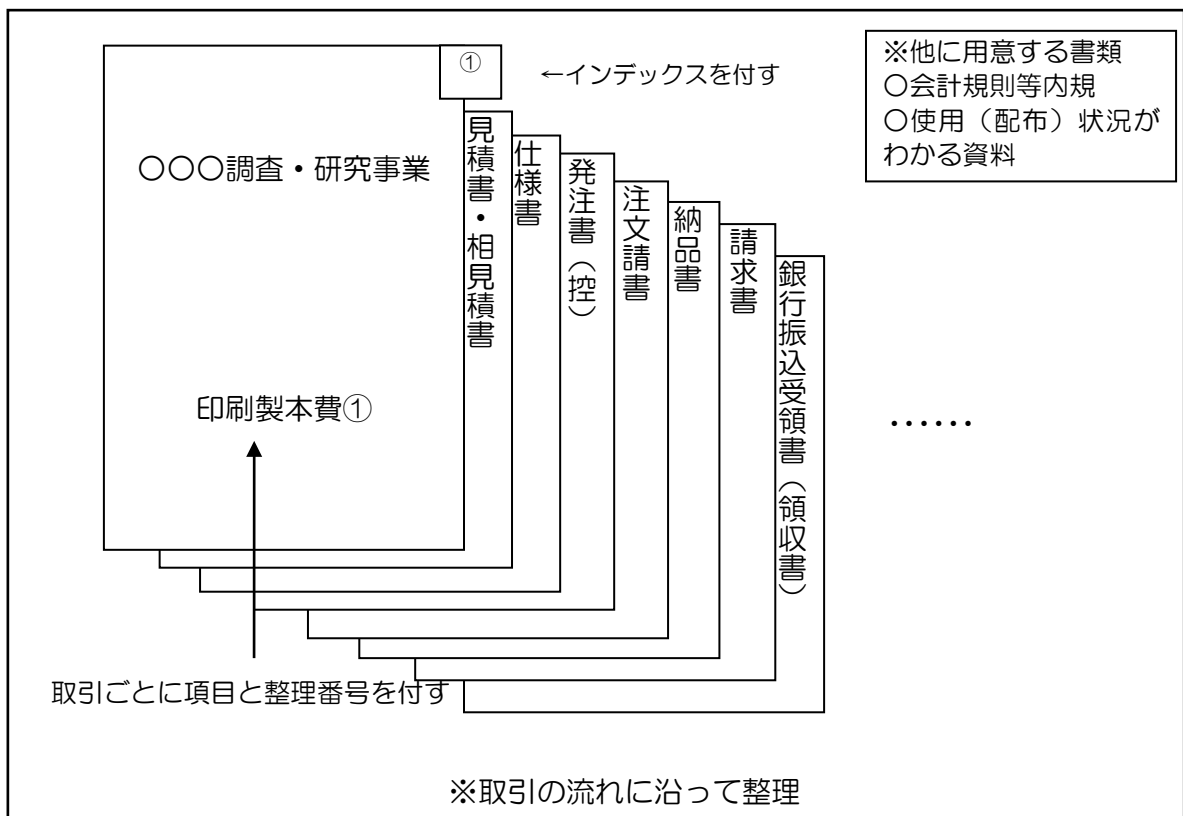 ①
←インデックスを付す
※他に用意する書類
〇会計規則等内規
〇使用（配布）状況が
わかる資料
〇〇〇調査・研究事業
印刷製本費①
見積書・相見積書
仕様書
発注書（控）
注文請書
納品書
請求書
銀行振込受領書（領収書）
……
取引ごとに項目と整理番号を付す
※取引の流れに沿って整理